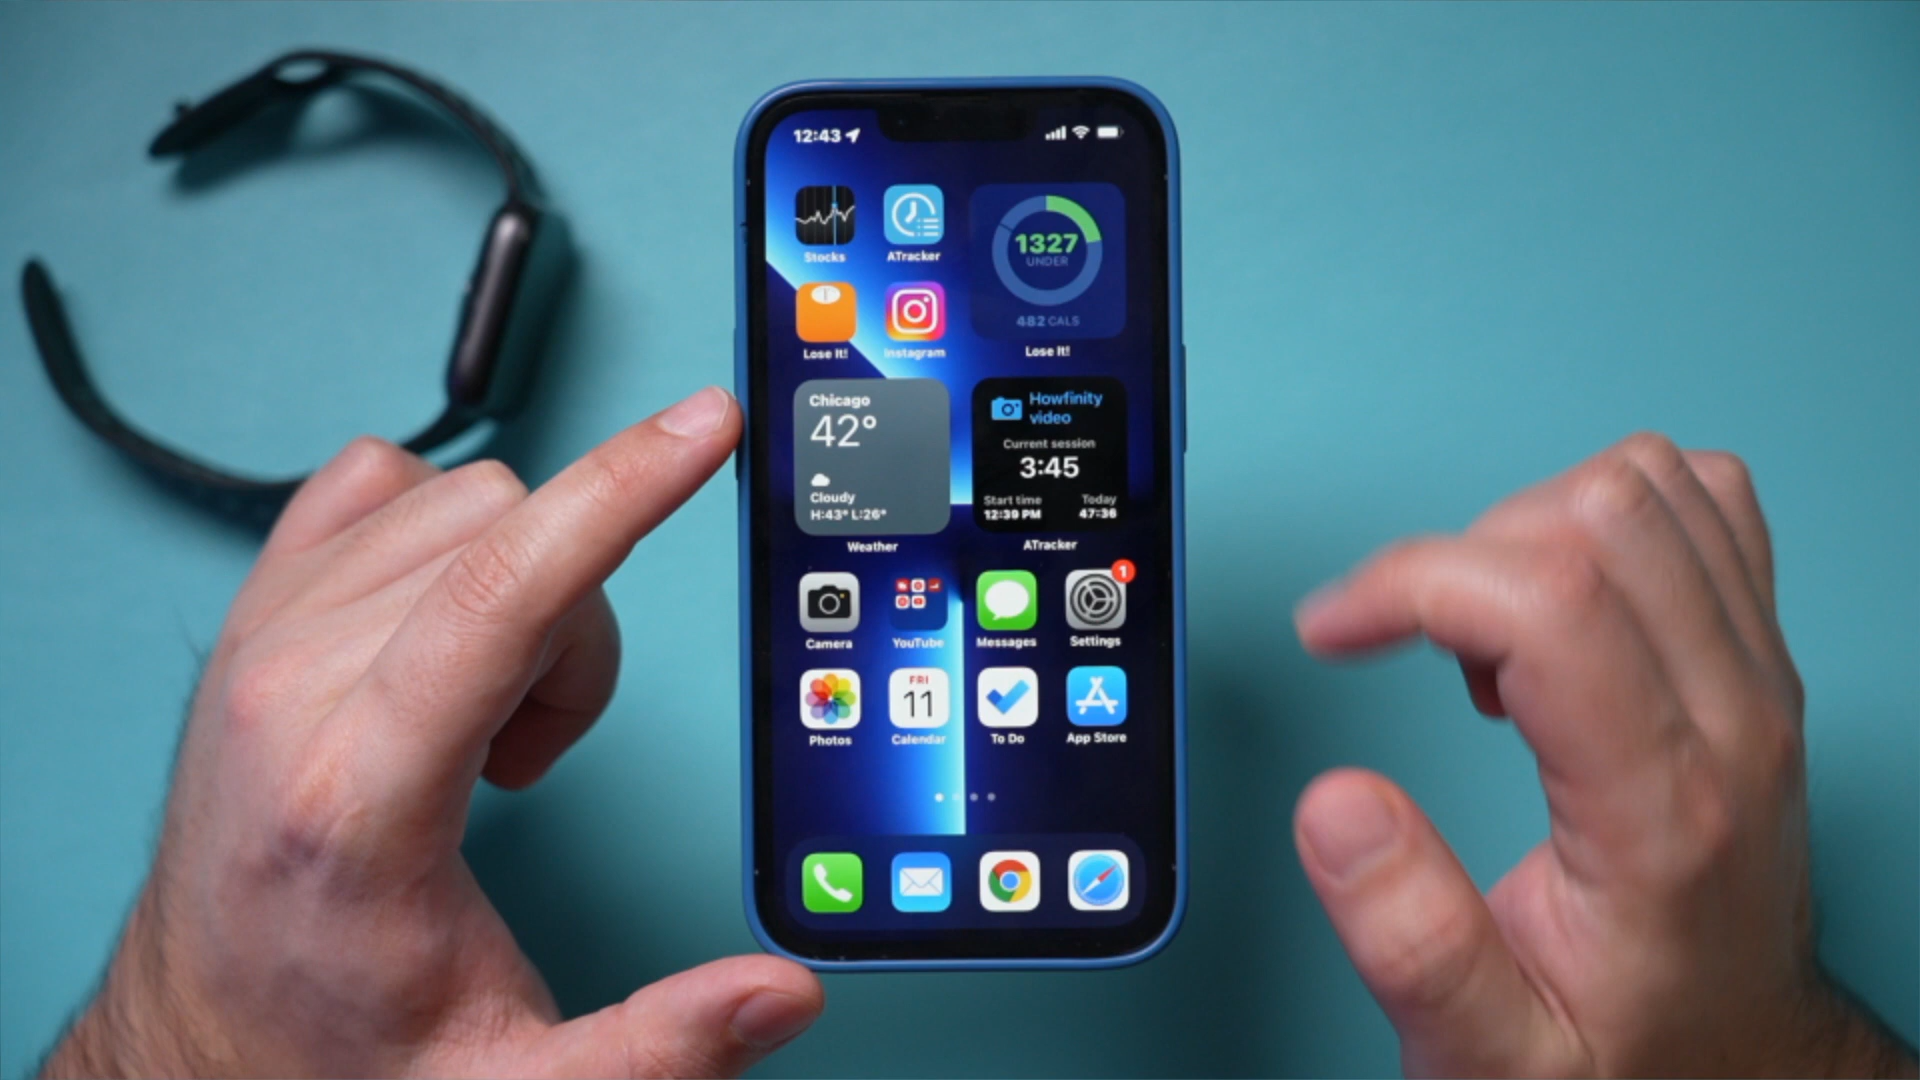 12:43
Stocks
ATracker
1327
UNDER
482 CALS
Lose It!
Instagram
Lose It!
Chicago
42°
Cloudy
H:43° L:26°
Weather
Howfinity
video
Current session
3:45
Start time Today
12:39 PM 47:36
ATracker
1
Camera
YouTube
Messages
Settings
FRI
11
Photos
Calendar
To Do
App Store